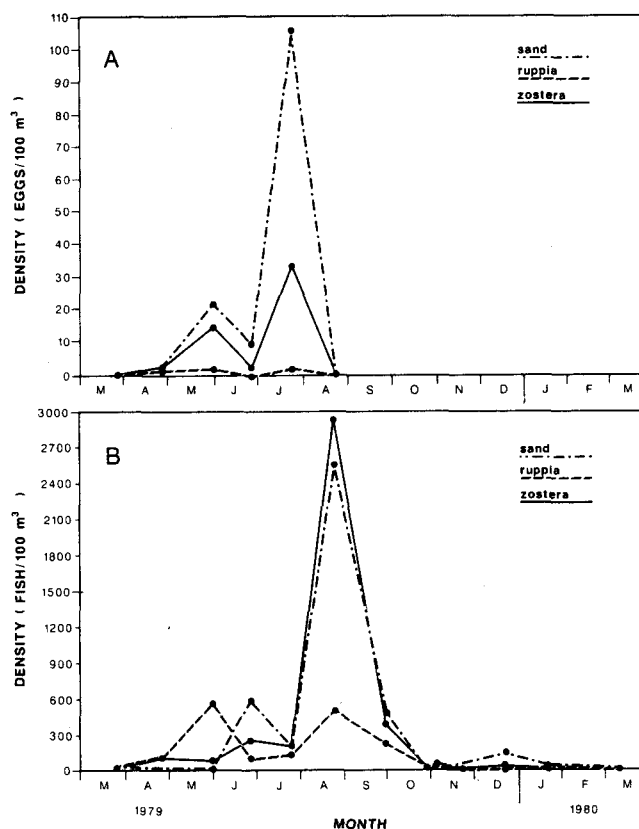 A
DENSITY ( EGGS/100 m³ )
110
100
90
80
70
60
50
40
30
20
10
0
sand
ruppia
zostera
M A M J J A S O N D J F M
B
DENSITY ( FISH/100 m³ )
3000
2700
2400
2100
1800
1500
1200
900
600
300
0
sand
ruppia
zostera
M A M J J A S O N D J F M
1979 MONTH 1980